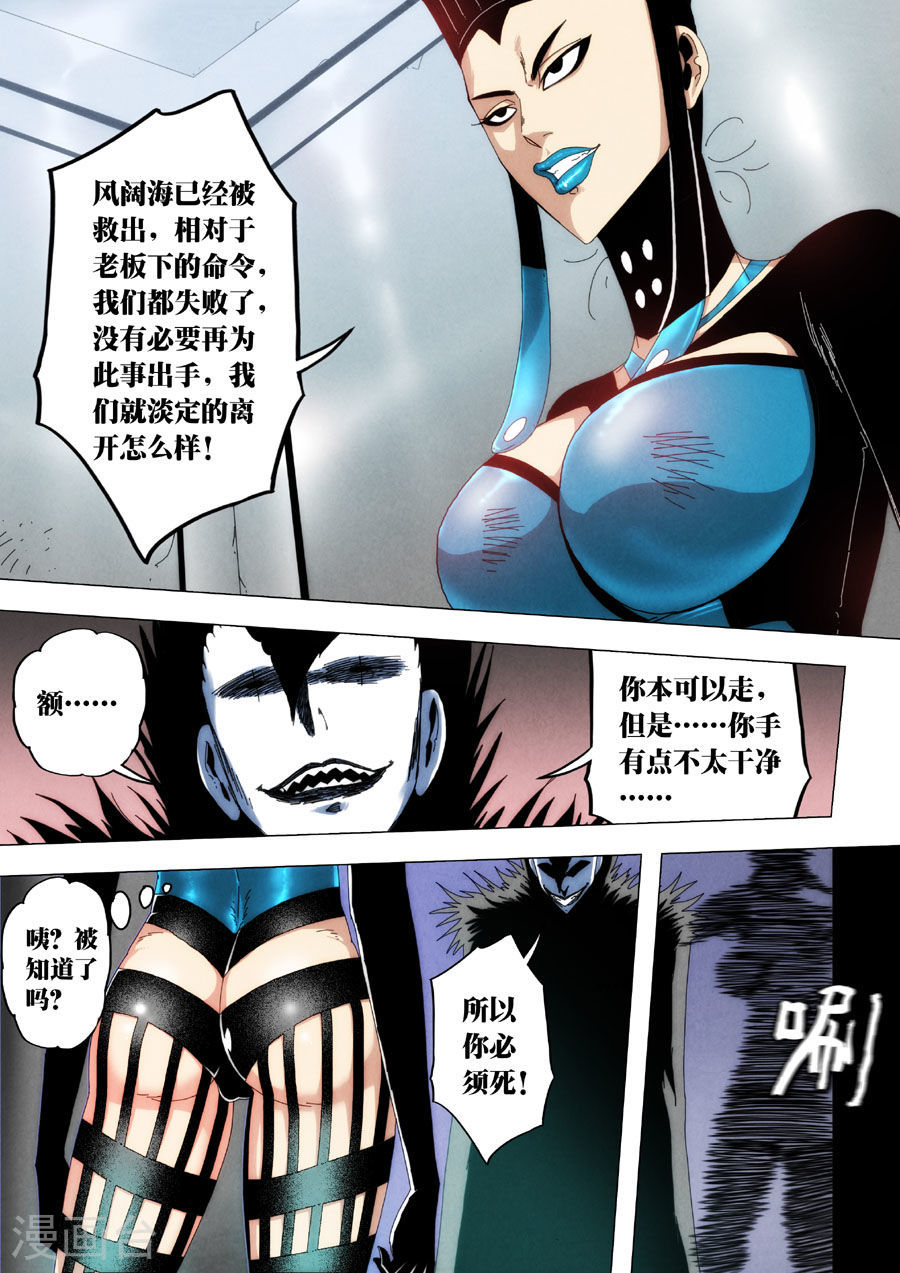 风阔海已经被
救出，相对于
老板下的命令，
我们都失败了，
没有必要再为
此事出手，我
们就淡定的离
开怎么样！
额……
你本可以走，
但是……你手
有点不太干净
……
咦？被
知道了
吗？
所以
你必
须死！
唰
漫画台